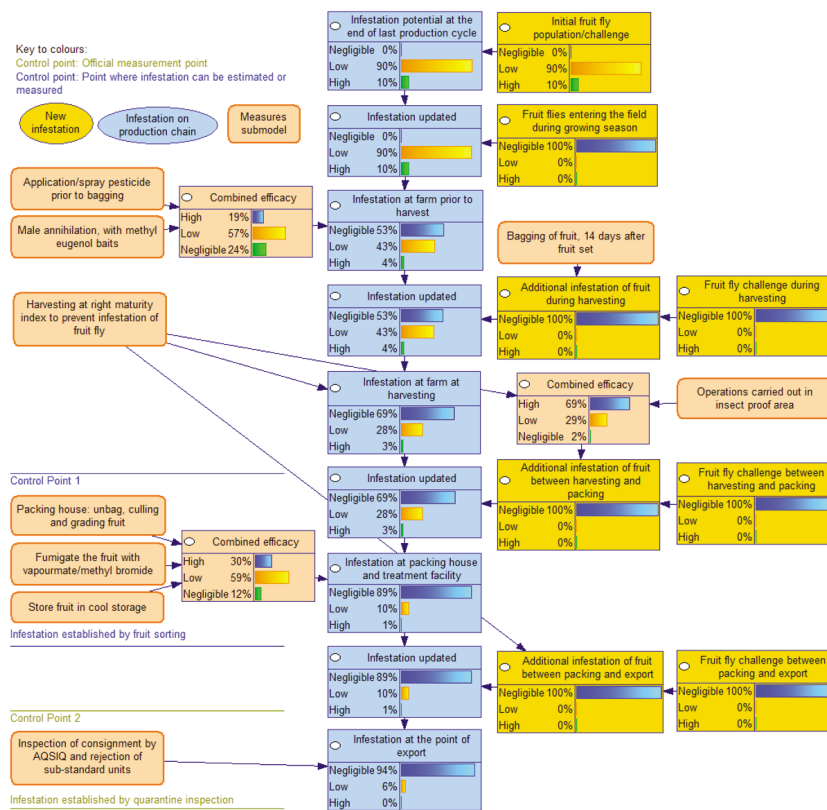 Key to colours:
Control point: Official measurement point
Control point: Point where infestation can be estimated or
measured
New
infestation
Infestation on
production chain
Measures
submodel
Infestation potential at the
end of last production cycle
Negligible 0%
Low 90%
High 10%
Initial fruit fly
population/challenge
Negligible 0%
Low 90%
High 10%
Infestation updated
Negligible 0%
Low 90%
High 10%
Fruit flies entering the field
during growing season
Negligible 100%
Low 0%
High 0%
Application/spray pesticide
prior to bagging
Male annihilation, with methyl
eugenol baits
Combined efficacy
High 19%
Low 57%
Negligible 24%
Infestation at farm prior to
harvest
Negligible 53%
Low 43%
High 4%
Bagging of fruit, 14 days after
fruit set
Harvesting at right maturity
index to prevent infestation of
fruit fly
Infestation updated
Negligible 53%
Low 43%
High 4%
Additional infestation of fruit
during harvesting
Negligible 100%
Low 0%
High 0%
Fruit fly challenge during
harvesting
Negligible 100%
Low 0%
High 0%
Infestation at farm at
harvesting
Negligible 69%
Low 28%
High 3%
Combined efficacy
High 69%
Low 29%
Negligible 2%
Operations carried out in
insect proof area
Control Point 1
Infestation updated
Negligible 69%
Low 28%
High 3%
Additional infestation of fruit
between harvesting and
packing
Negligible 100%
Low 0%
High 0%
Fruit fly challenge between
harvesting and packing
Negligible 100%
Low 0%
High 0%
Packing house: unbag, culling
and grading fruit
Fumigate the fruit with
vapourmate/methyl bromide
Store fruit in cool storage
Combined efficacy
High 30%
Low 59%
Negligible 12%
Infestation at packing house
and treatment facility
Negligible 89%
Low 10%
High 1%
Infestation established by fruit sorting
Infestation updated
Negligible 89%
Low 10%
High 1%
Additional infestation of fruit
between packing and export
Negligible 100%
Low 0%
High 0%
Fruit fly challenge between
packing and export
Negligible 100%
Low 0%
High 0%
Control Point 2
Inspection of consignment by
AQSIQ and rejection of
sub-standard units
Infestation at the point of
export
Negligible 94%
Low 6%
High 0%
Infestation established by quarantine inspection